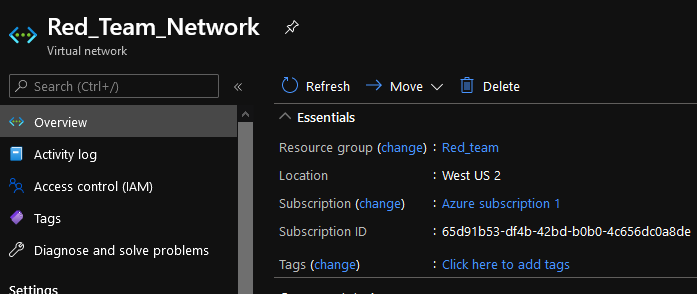 Red_Team_Network
Virtual network
Search (Ctrl+/)
«
Overview
Activity log
Access control (IAM)
Tags
Diagnose and solve problems
Settings
Refresh
Move
Delete
Essentials
Resource group (change) : Red_team
Location : West US 2
Subscription (change) : Azure subscription 1
Subscription ID : 65d91b53-df4b-42bd-b0b0-4c656dc0a8de
Tags (change) : Click here to add tags